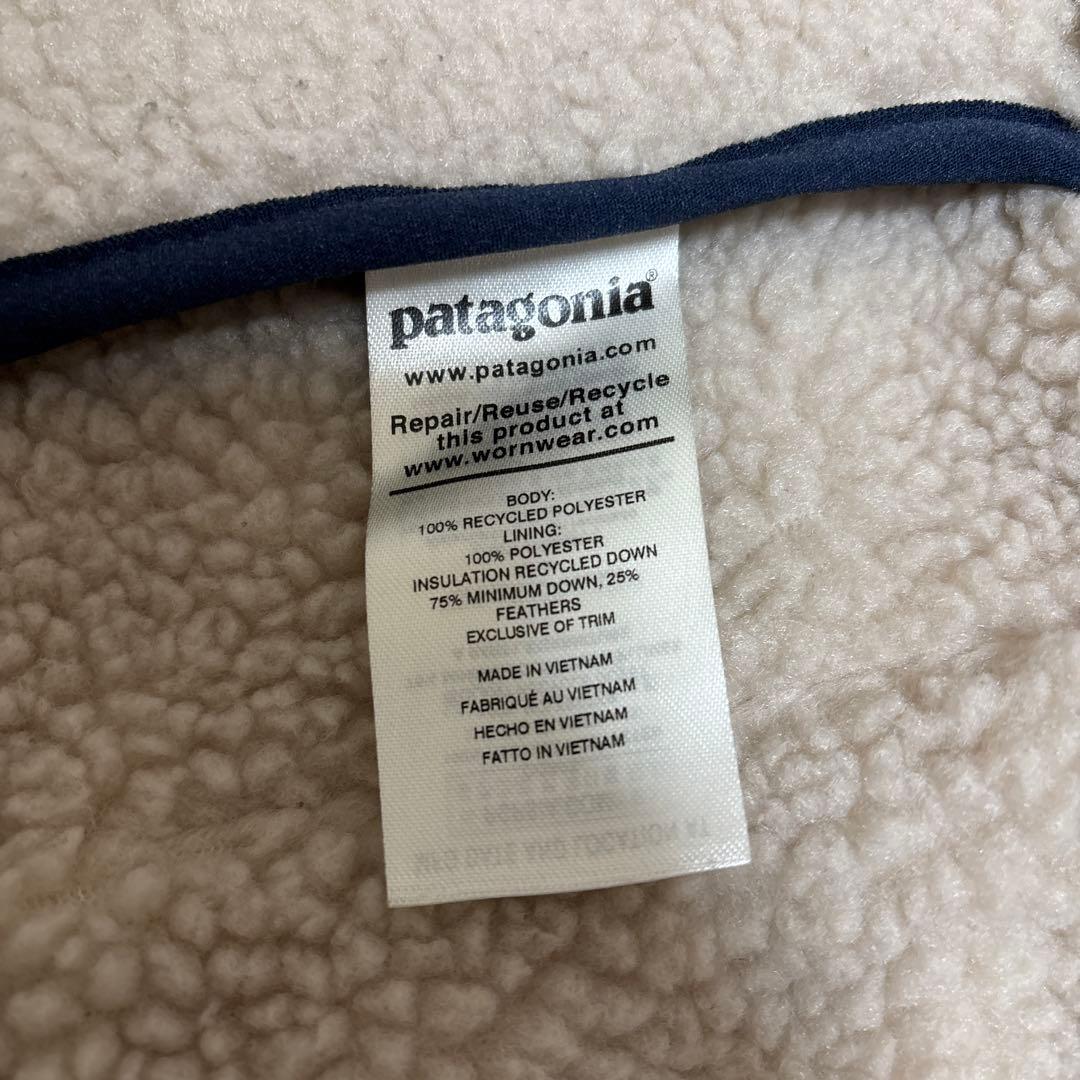 patagonia®
www.patagonia.com
Repair/Reuse/Recycle
this product at
www.wornwear.com
BODY:
100% RECYCLED POLYESTER
LINING:
100% POLYESTER
INSULATION RECYCLED DOWN
75% MINIMUM DOWN, 25%
FEATHERS
EXCLUSIVE OF TRIM
MADE IN VIETNAM
FABRIQUÉ AU VIETNAM
HECHO EN VIETNAM
FATTO IN VIETNAM